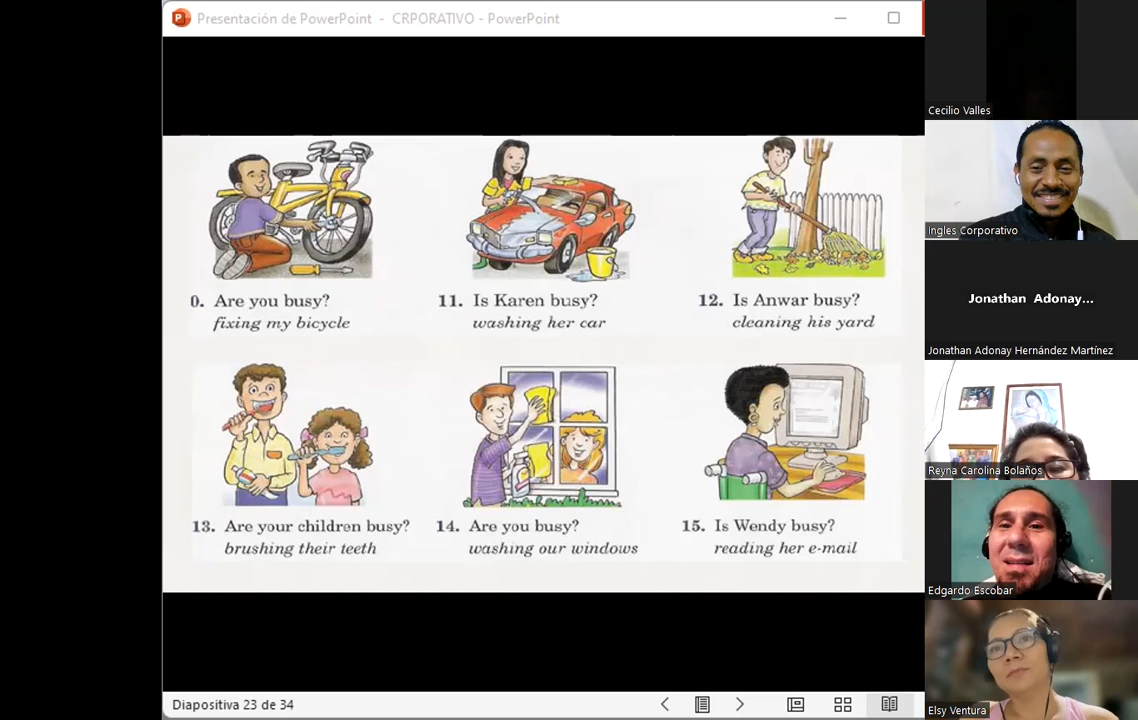 Presentación de PowerPoint - CRPORATIVO - PowerPoint
0. Are you busy?
fixing my bicycle
11. Is Karen busy?
washing her car
12. Is Anwar busy?
cleaning his yard
13. Are your children busy?
brushing their teeth
14. Are you busy?
washing our windows
15. Is Wendy busy?
reading her e-mail
Diapositiva 23 de 34
Cecilio Valles
Ingles Corporativo
Jonathan Adonay...
Jonathan Adonay Hernández Martínez
Reyna Carolina Bolaños
Edgardo Escobar
Elsy Ventura